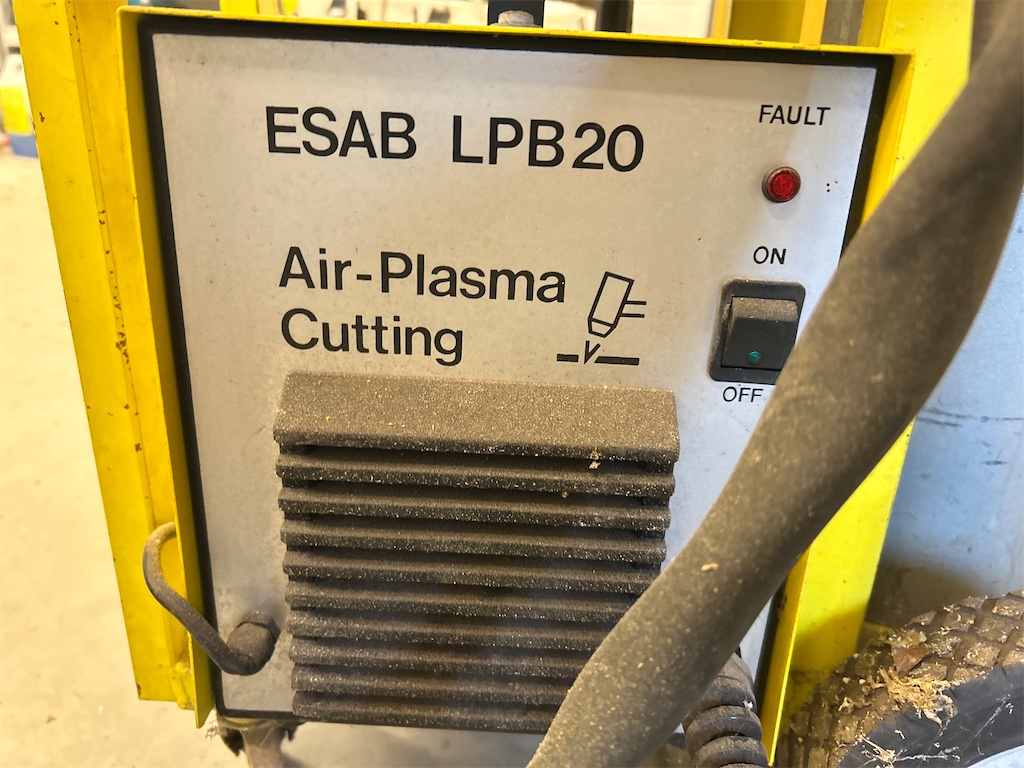 ESAB LPB20
FAULT
ON
Air-Plasma
Cutting
OFF